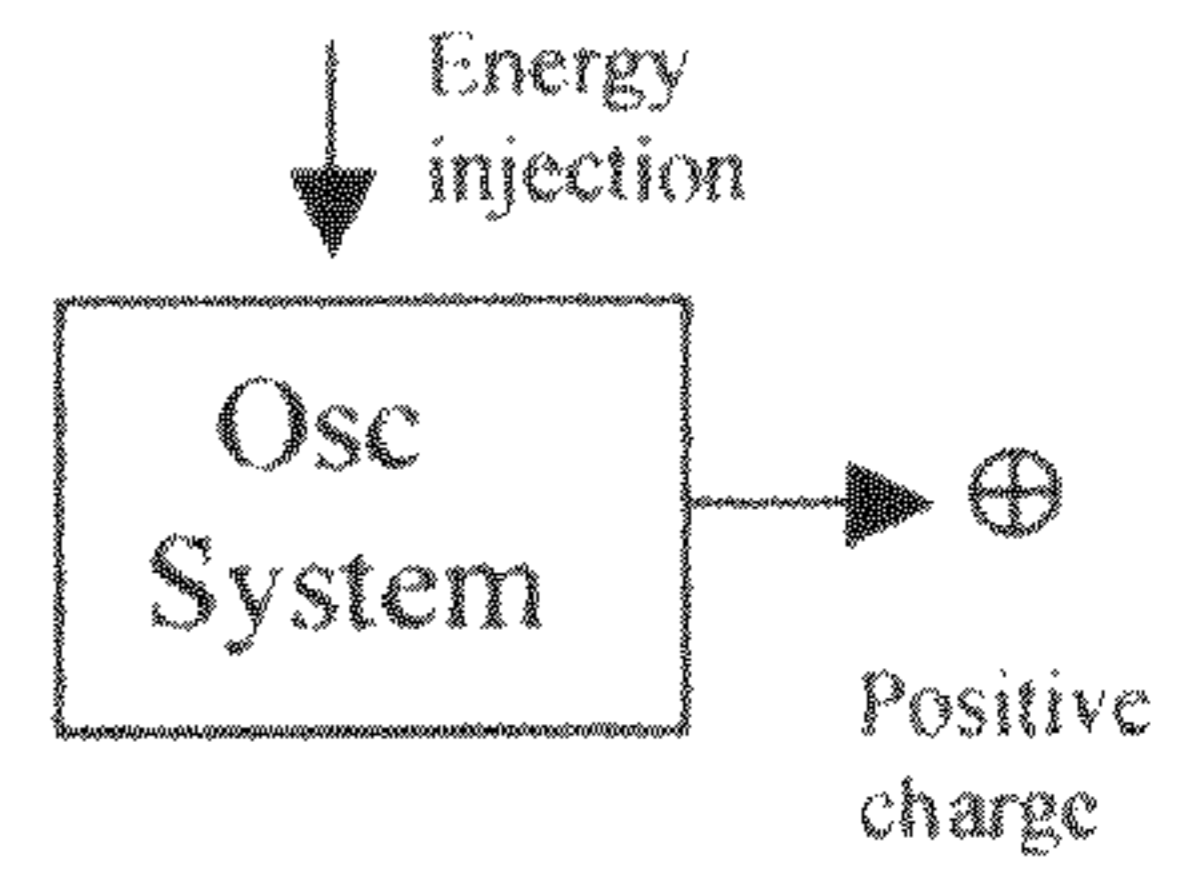 Energy
injection
Osc
System
Positive
charge